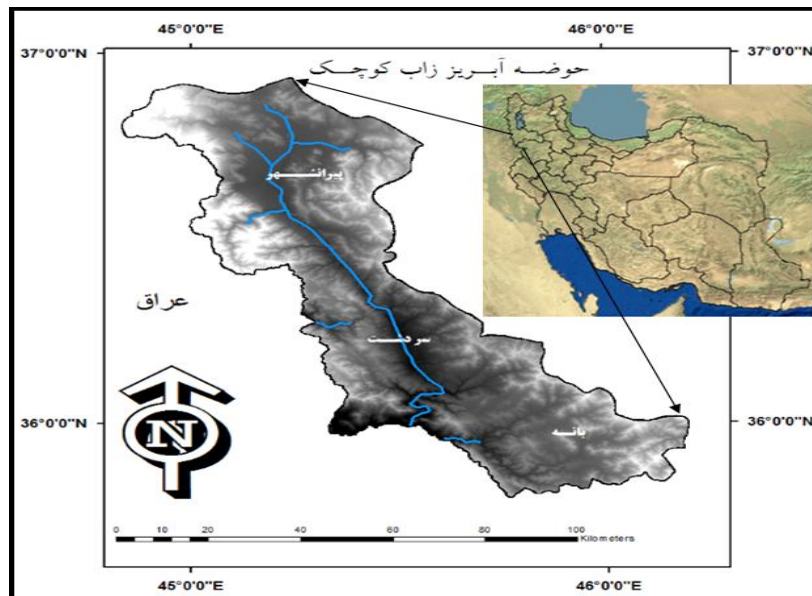 45°0'0"E 46°0'0"E
37°0'0"N 37°0'0"N
حوضه آبریز زاب کوچک
پیرانشهر
عراق
سردشت
36°0'0"N 36°0'0"N
بانه
N
0 10 20 40 60 80 100
Kilometers
45°0'0"E 46°0'0"E